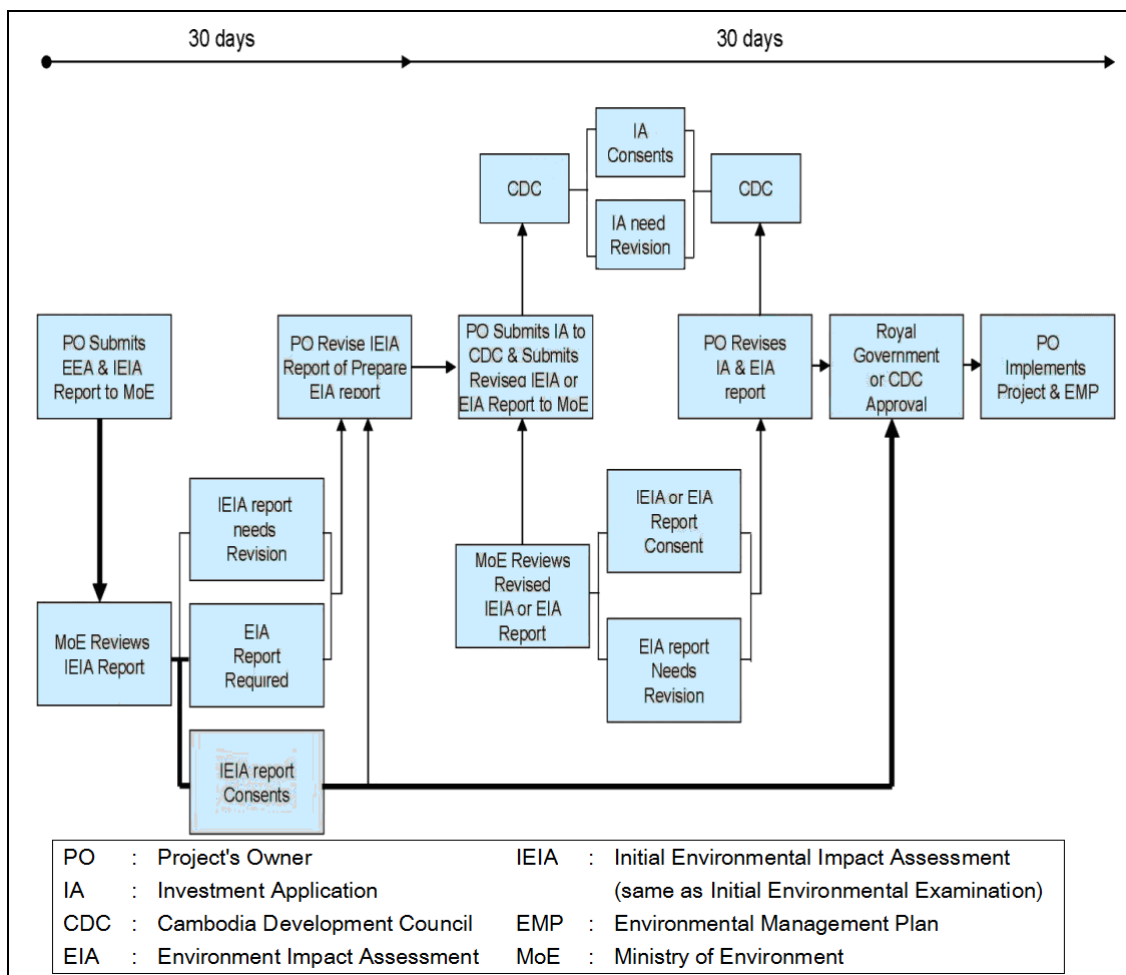 30 days
30 days
IA
Consents
CDC
CDC
IA need
Revision
PO Submits
EEA & IEIA
Report to MoE
PO Revise IEIA
Report of Prepare
EIA report
PO Submits IA to
CDC & Submits
Revised IEIA or
EIA Report to MoE
PO Revises
IA & EIA
report
Royal
Government
or CDC
Approval
PO
Implements
Project & EMP
IEIA report
needs
Revision
IEIA or EIA
Report
Consent
MoE Reviews
Revised
IEIA or EIA
Report
MoE Reviews
IEIA Report
EIA
Report
Required
EIA report
Needs
Revision
IEIA report
Consents
PO : Project's Owner
IA : Investment Application
CDC : Cambodia Development Council
EIA : Environment Impact Assessment
IEIA : Initial Environmental Impact Assessment
(same as Initial Environmental Examination)
EMP : Environmental Management Plan
MoE : Ministry of Environment